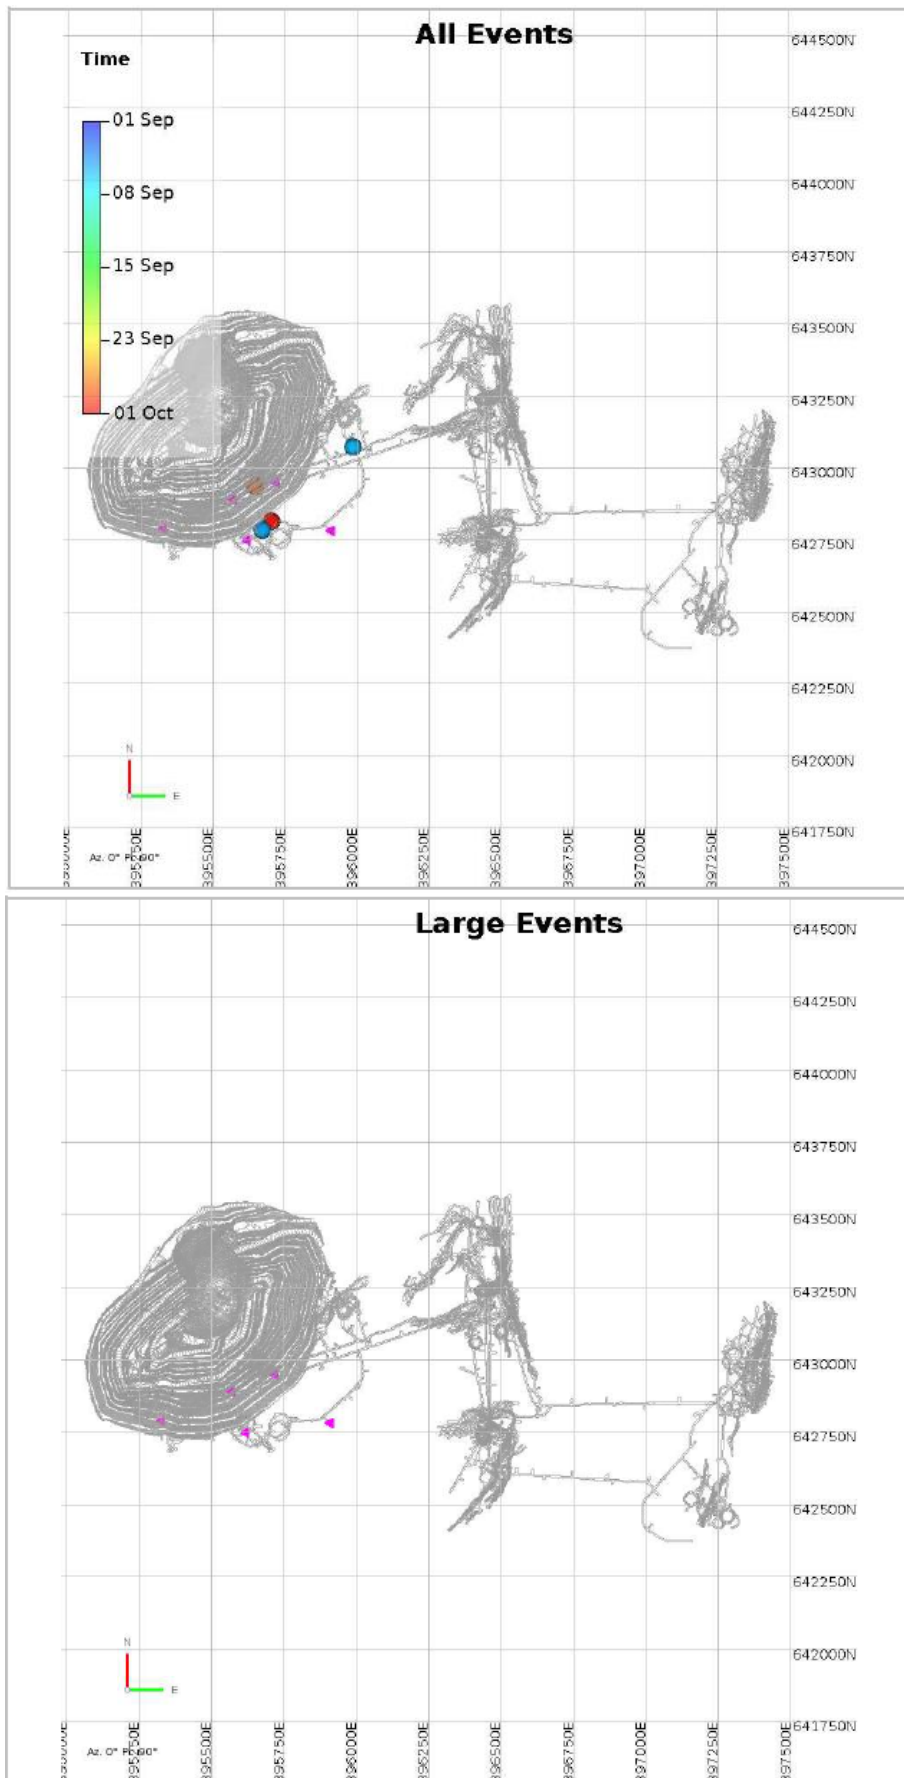 All Events
Time
01 Sep
08 Sep
15 Sep
23 Sep
01 Oct
644500N
644250N
644000N
643750N
643500N
643250N
643000N
642750N
642500N
642250N
642000N
641750N
N
E
395500E
395750E
396000E
396250E
396500E
396750E
397000E
397250E
397500E
Large Events
644500N
644250N
644000N
643750N
643500N
643250N
643000N
642750N
642500N
642250N
642000N
641750N
N
E
395500E
395750E
396000E
396250E
396500E
396750E
397000E
397250E
397500E